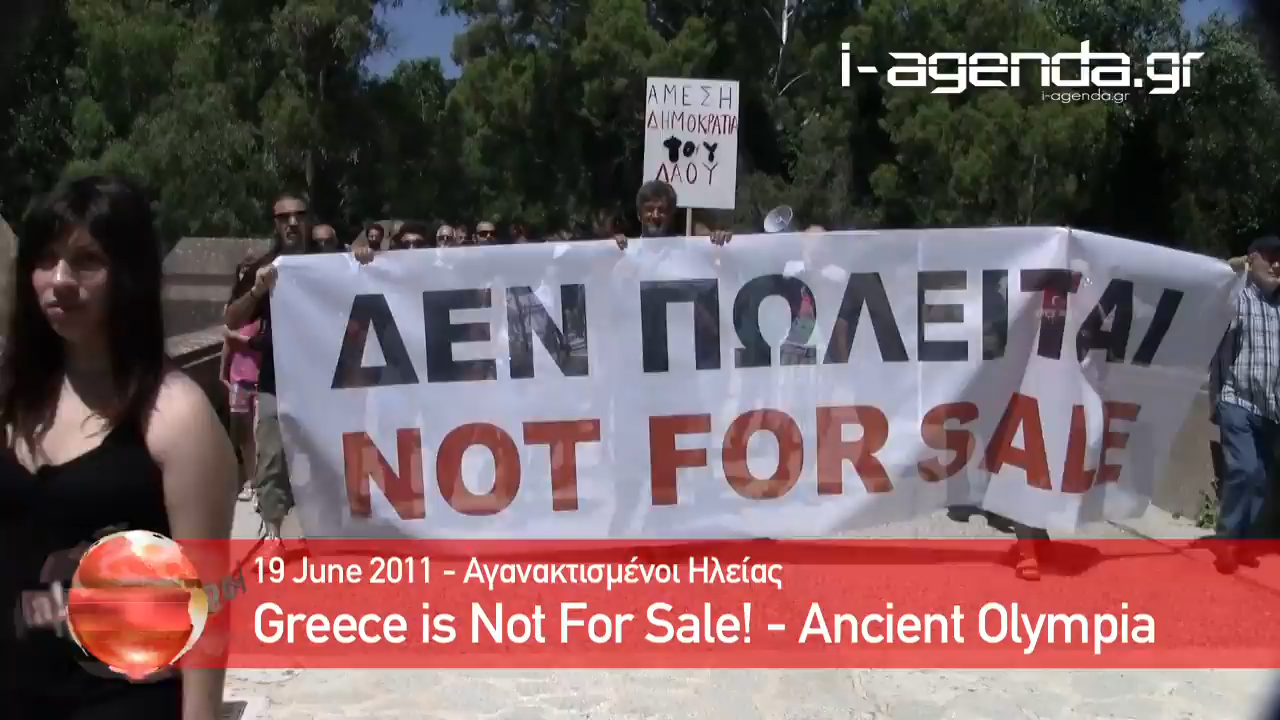 i-agenda.gr
i-agenda.gr
ΑΜΕΣΗ
ΔΗΜΟΚΡΑΤΙΑ
ΤΟΥ
ΛΑΟΥ
ΔΕΝ ΠΩΛΕΙΤΑΙ
NOT FOR SALE
19 June 2011 - Αγανακτισμένοι Ηλείας
Greece is Not For Sale! - Ancient Olympia